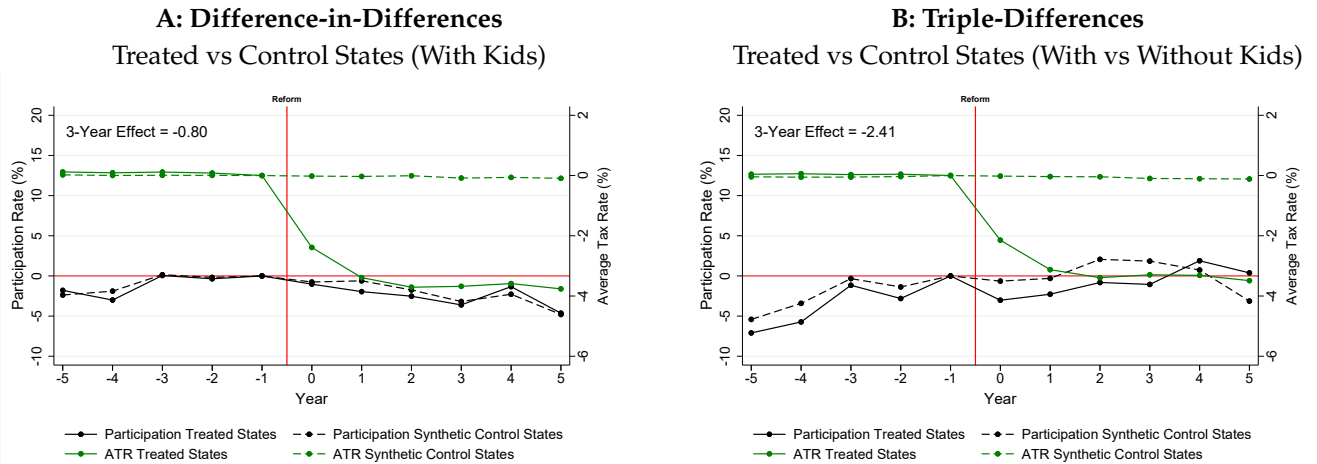 A: Difference-in-Differences
Treated vs Control States (With Kids)
Reform
3-Year Effect = -0.80
Participation Rate (%)
20
15
10
5
0
-5
-10
Average Tax Rate (%)
2
0
-2
-4
-6
-5 -4 -3 -2 -1 0 1 2 3 4 5
Year
Participation Treated States Participation Synthetic Control States
ATR Treated States ATR Synthetic Control States
B: Triple-Differences
Treated vs Control States (With vs Without Kids)
Reform
3-Year Effect = -2.41
Participation Rate (%)
20
15
10
5
0
-5
-10
Average Tax Rate (%)
2
0
-2
-4
-6
-5 -4 -3 -2 -1 0 1 2 3 4 5
Year
Participation Treated States Participation Synthetic Control States
ATR Treated States ATR Synthetic Control States